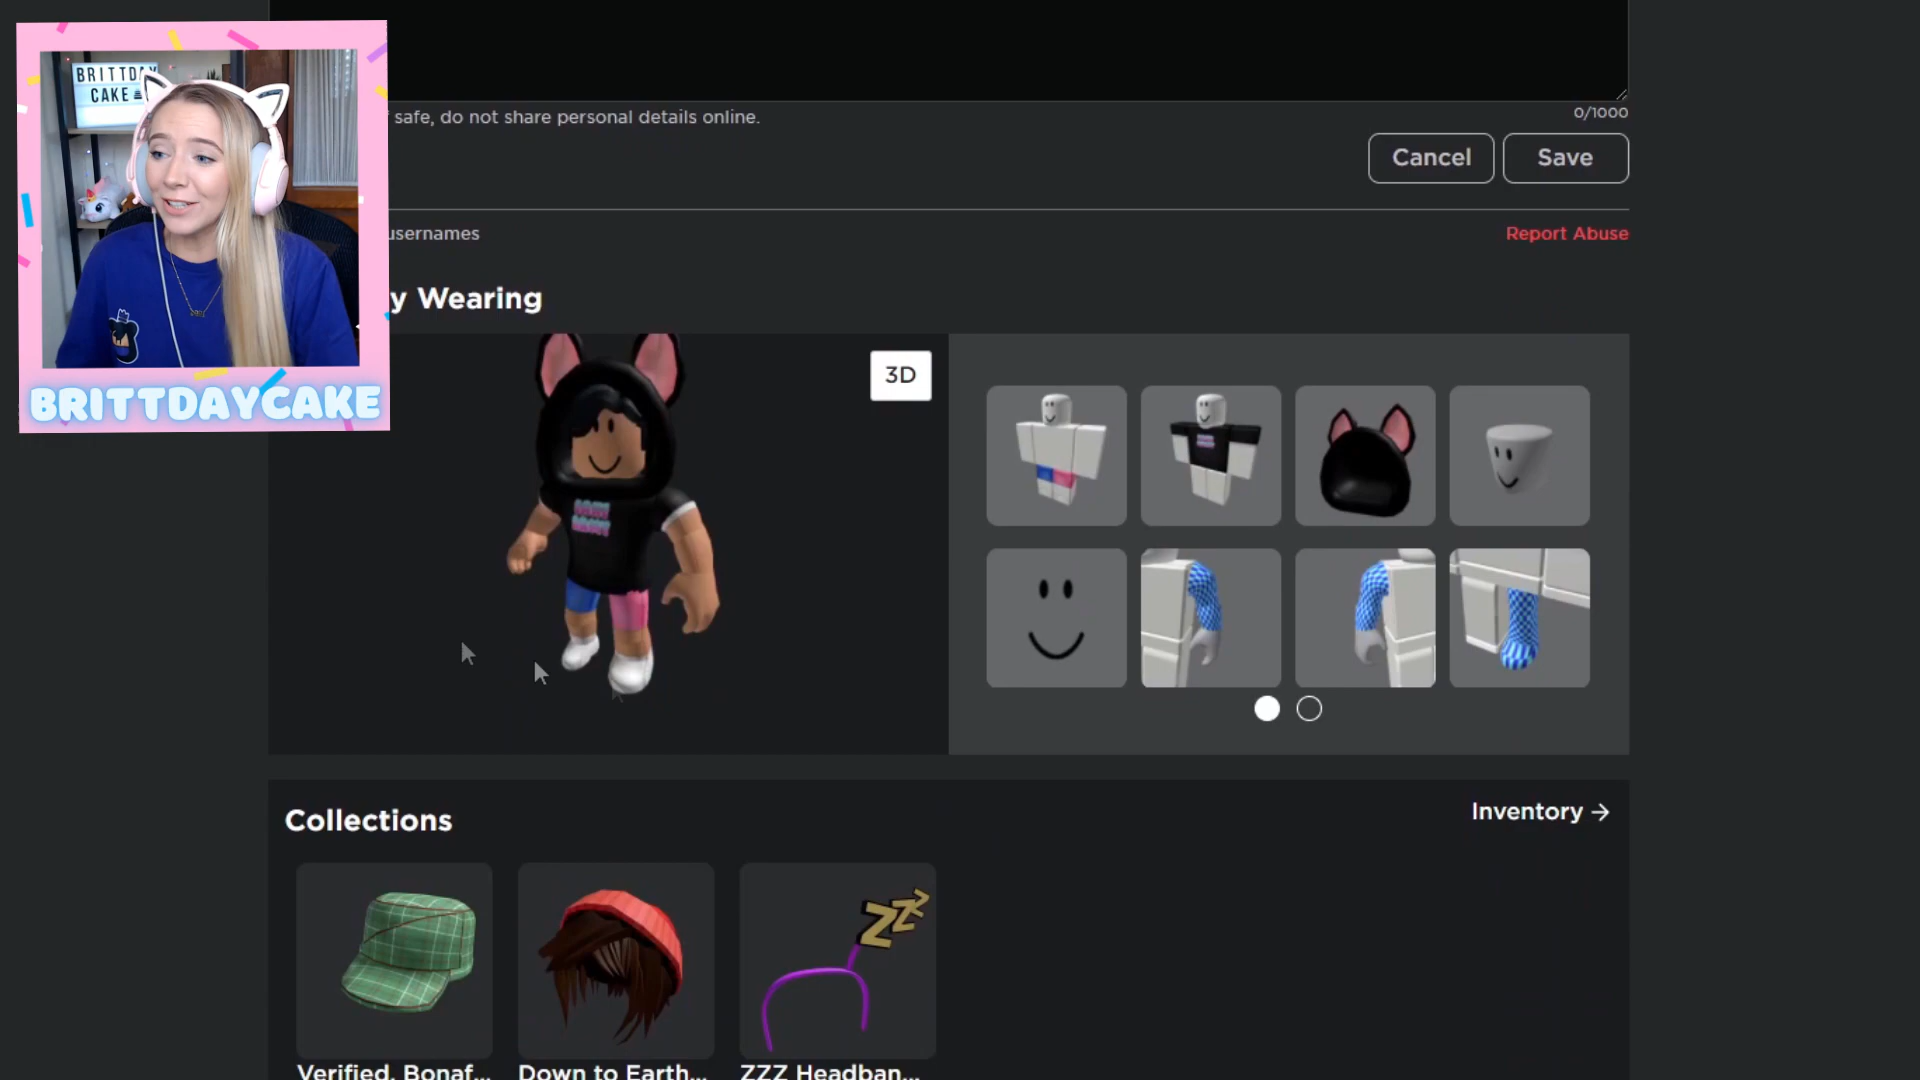 BRITTDAY
CAKE
BRITTDAYCAKE
safe, do not share personal details online.
0/1000
Cancel
Save
usernames
Report Abuse
y Wearing
3D
Collections
Inventory →
ZZZ
Verified, Bonaf...
Down to Earth...
ZZZ Headban...